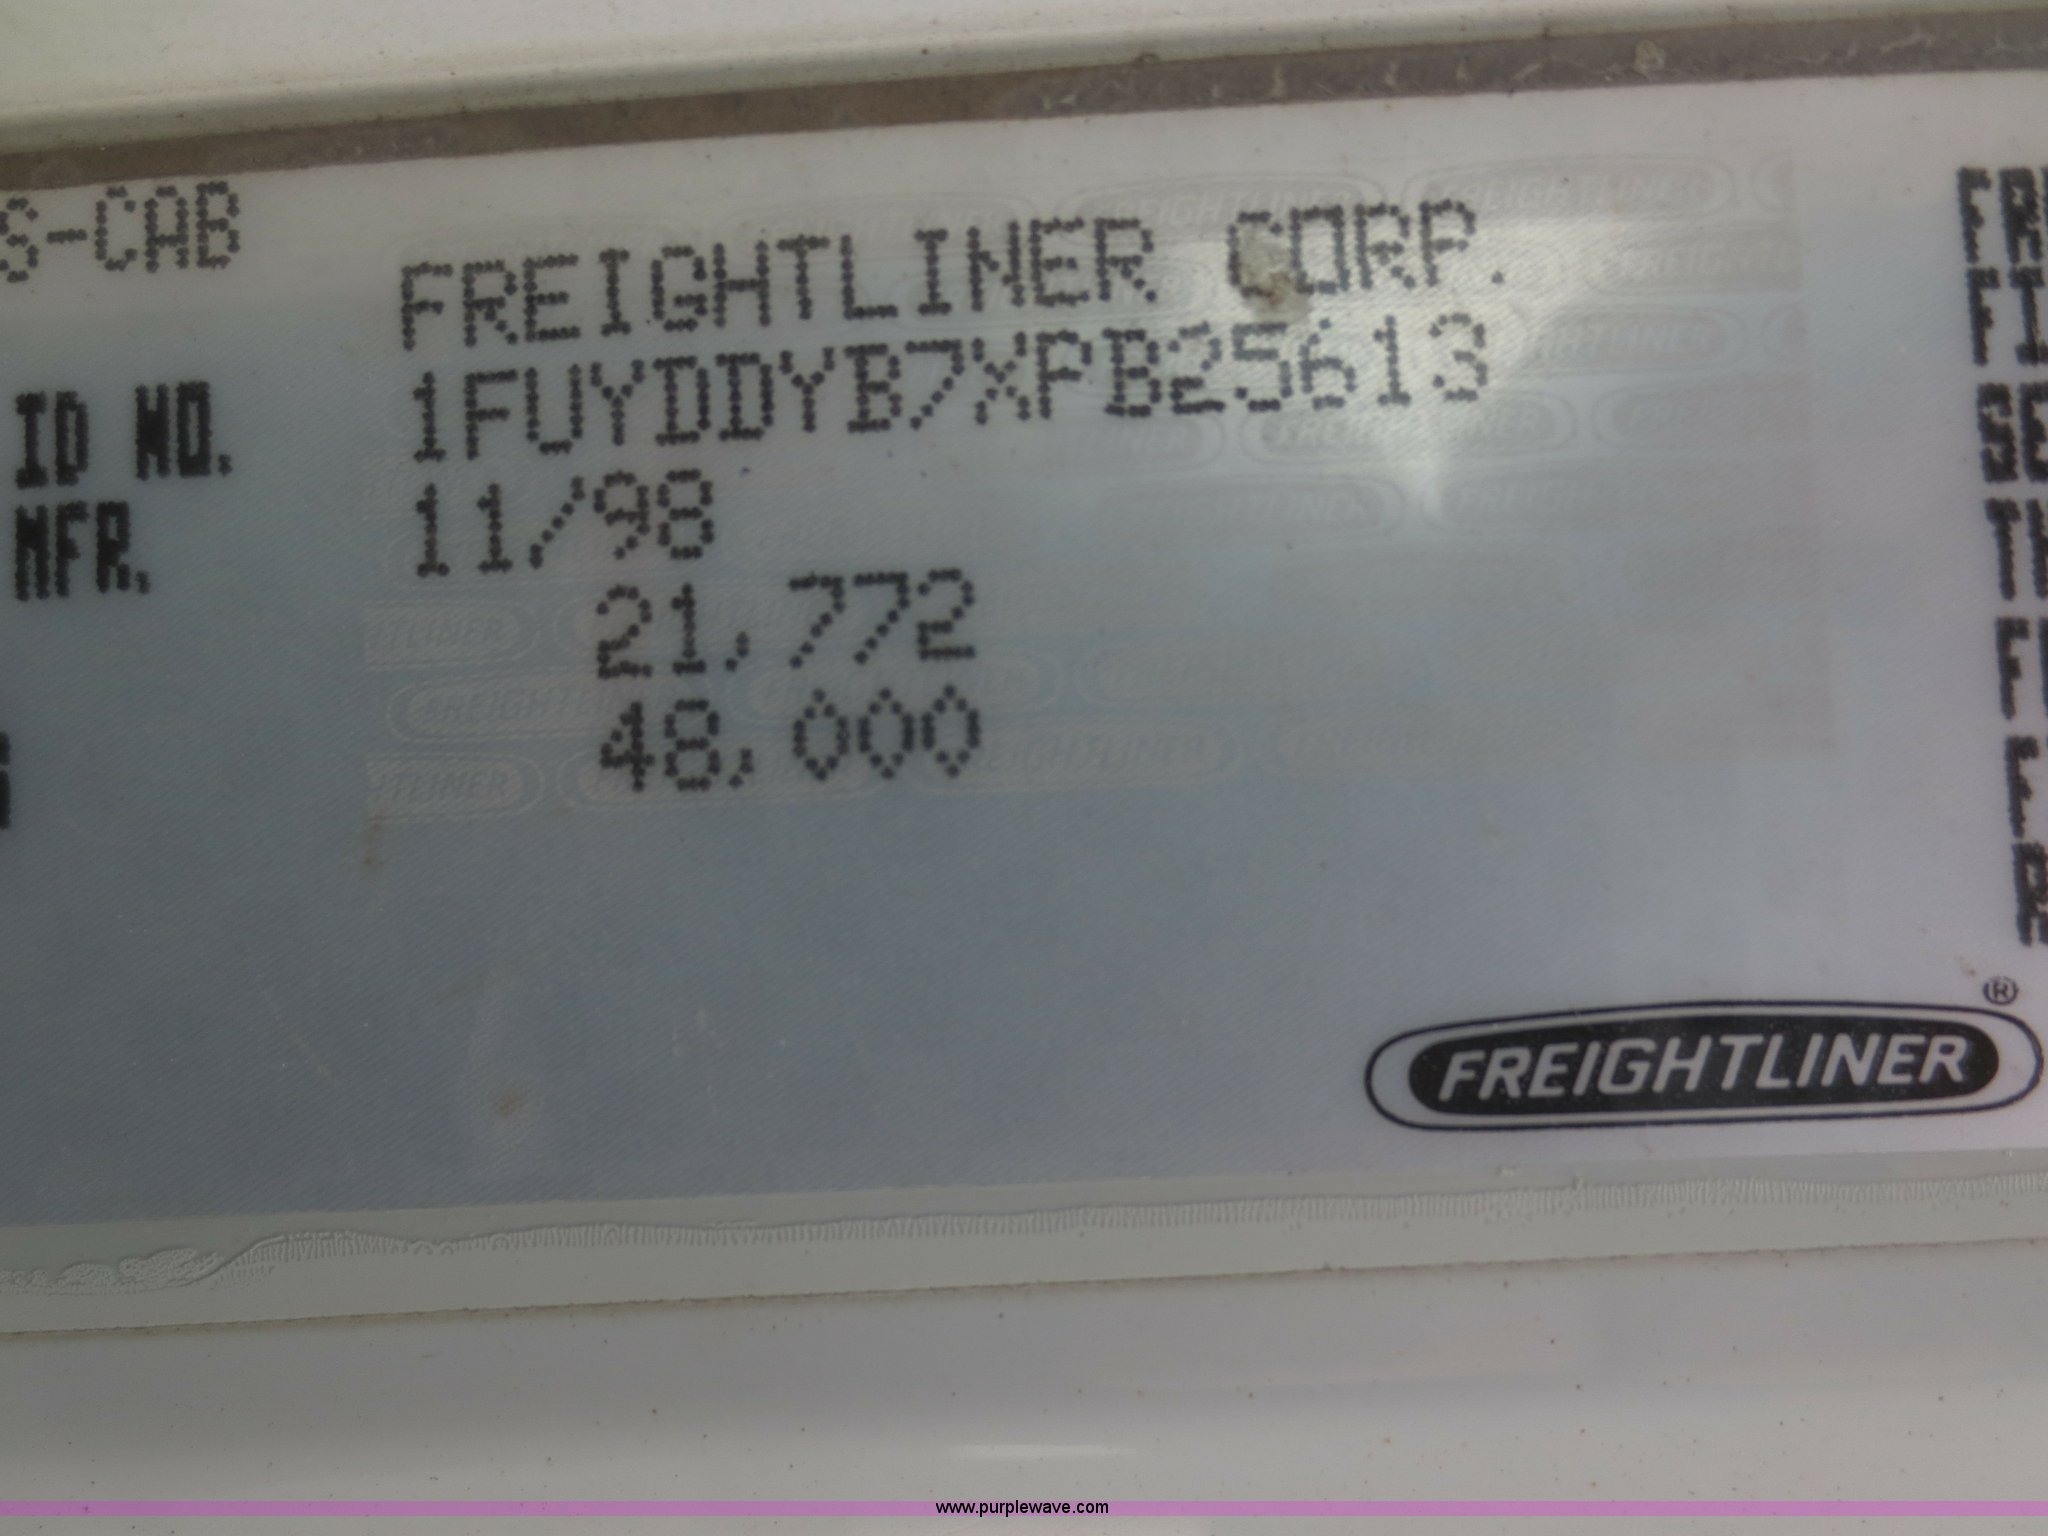 S-CAB
FREIGHTLINER CORP.
ID NO. 1FUYDDYB7XPB25613
MFR. 11/98
21,772
48,000
FREIGHTLINER®
www.purplewave.com